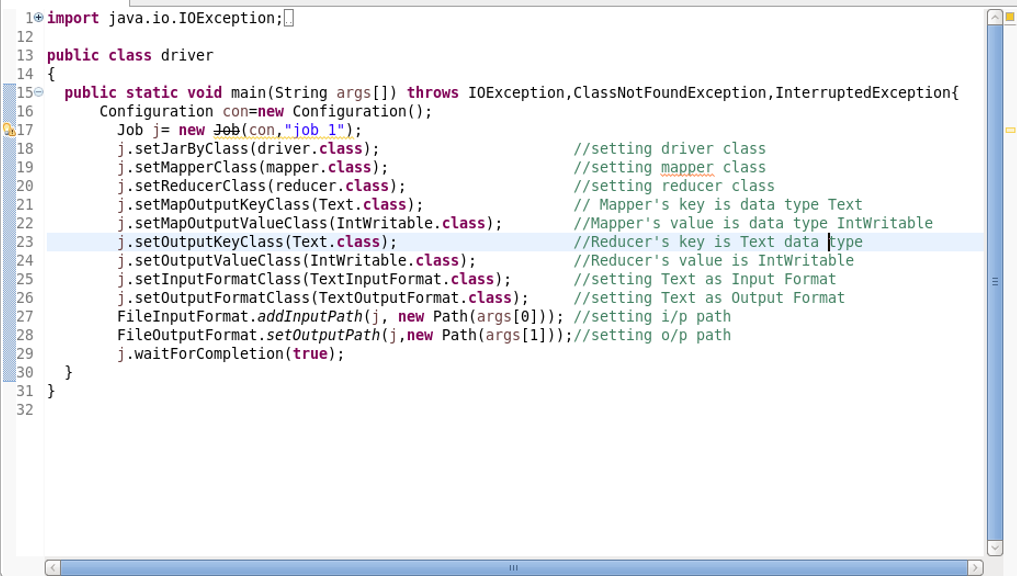 1 import java.io.IOException;
12
13 public class driver
14 {
15 public static void main(String args[]) throws IOException,ClassNotFoundException,InterruptedException{
16 Configuration con=new Configuration();
17 Job j= new Job(con,"job 1");
18 j.setJarByClass(driver.class); //setting driver class
19 j.setMapperClass(mapper.class); //setting mapper class
20 j.setReducerClass(reducer.class); //setting reducer class
21 j.setMapOutputKeyClass(Text.class); // Mapper's key is data type Text
22 j.setMapOutputValueClass(IntWritable.class); //Mapper's value is data type IntWritable
23 j.setOutputKeyClass(Text.class); //Reducer's key is Text data type
24 j.setOutputValueClass(IntWritable.class); //Reducer's value is IntWritable
25 j.setInputFormatClass(TextInputFormat.class); //setting Text as Input Format
26 j.setOutputFormatClass(TextOutputFormat.class); //setting Text as Output Format
27 FileInputFormat.addInputPath(j, new Path(args[0])); //setting i/p path
28 FileOutputFormat.setOutputPath(j,new Path(args[1]));//setting o/p path
29 j.waitForCompletion(true);
30 }
31 }
32